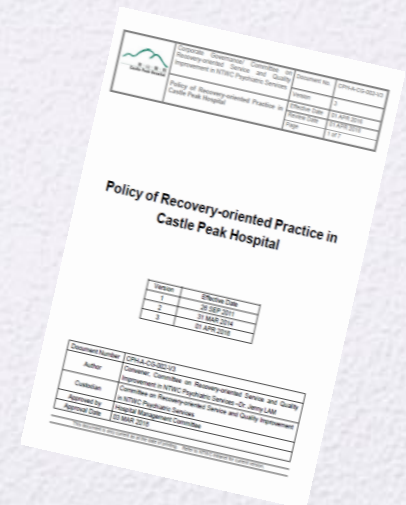 Castle Peak Hospital
Corporate Governance/ Committee on
Recovery-oriented Service and Quality
Improvement in NTWC Psychiatric Services
Policy of Recovery-oriented Practice in
Castle Peak Hospital
Document No.
CPH-A-CG-002-V3
Version
3
Effective Date
01 APR 2016
Review Date
Page
1 of 7
Policy of Recovery-oriented Practice in
Castle Peak Hospital
Version Effective Date
1 26 SEP 2011
2 31 MAR 2014
3 01 APR 2016
Document Number CPH-A-CG-002-V3
Author Convener, Committee on Recovery-oriented Service and Quality
Improvement in NTWC Psychiatric Services - Dr. Jenny LAM
Custodian Committee on Recovery-oriented Service and Quality Improvement
in NTWC Psychiatric Services
Approved by Hospital Management Committee
Approval Date 03 MAR 2016